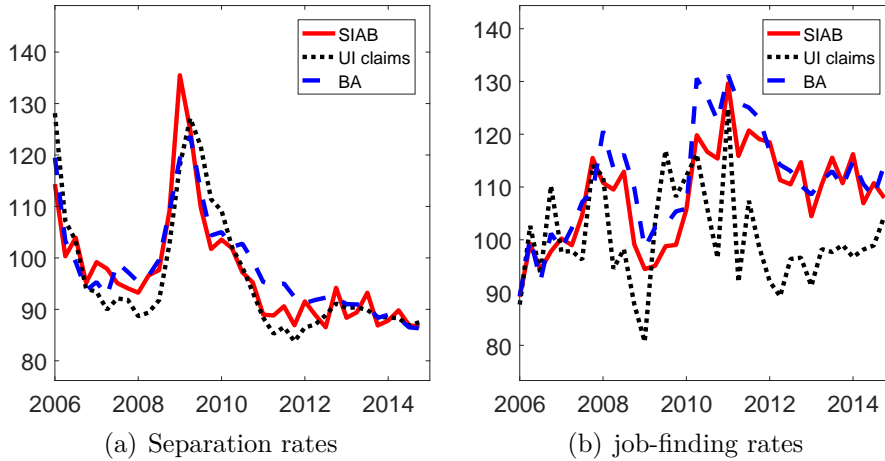 140
130
120
110
100
90
80
2006 2008 2010 2012 2014
SIAB
UI claims
BA
(a) Separation rates
140
130
120
110
100
90
80
2006 2008 2010 2012 2014
SIAB
UI claims
BA
(b) job-finding rates